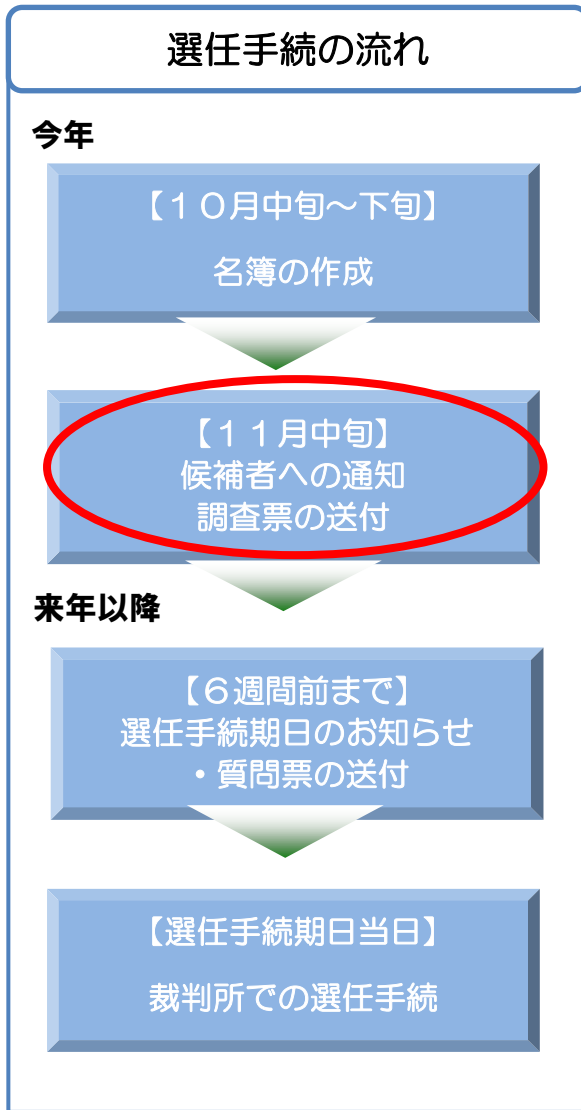 選任手続の流れ
今年
【１０月中旬～下旬】
名簿の作成
【１１月中旬】
候補者への通知
調査票の送付
来年以降
【６週間前まで】
選任手続期日のお知らせ
・質問票の送付
【選任手続期日当日】
裁判所での選任手続